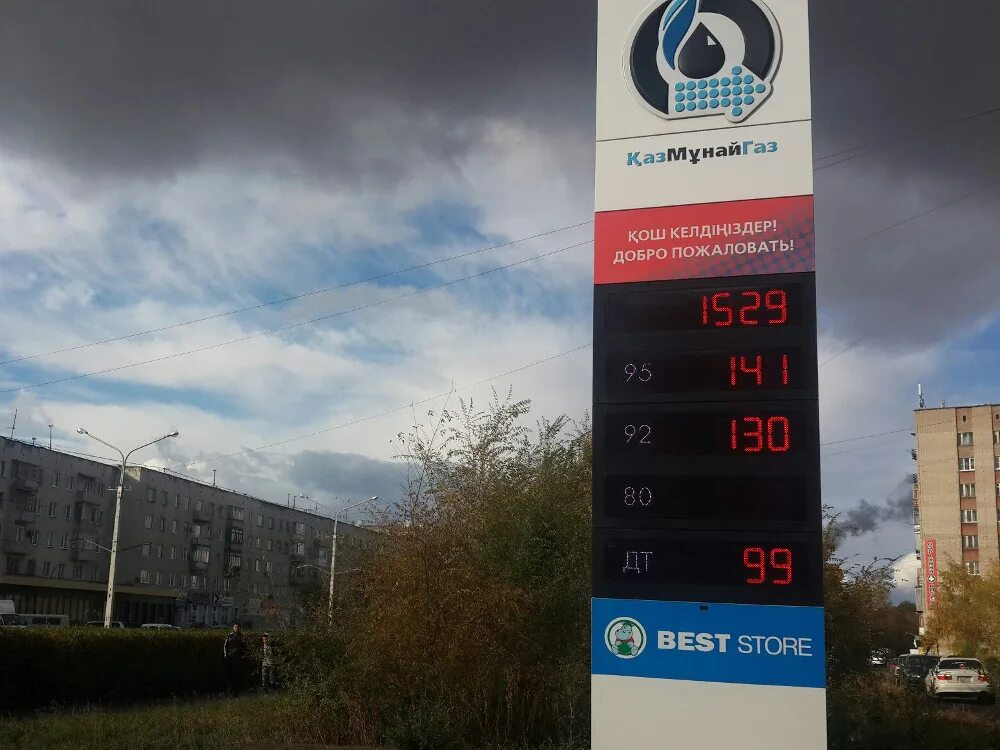 ҚазМұнайГаз
ҚОШ КЕЛДІҢІЗДЕР!
ДОБРО ПОЖАЛОВАТЬ!
1529
95 141
92 130
80
ДТ 99
BEST STORE